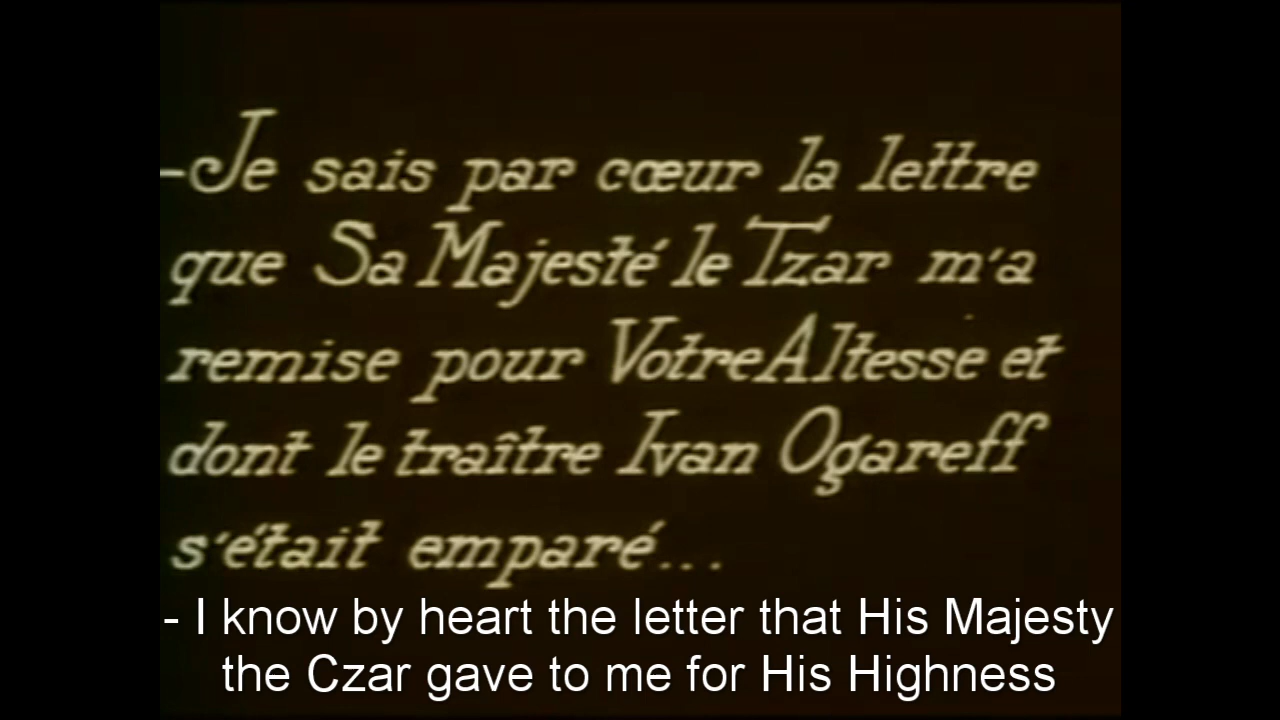 -Je sais par cœur la lettre
que Sa Majesté le Tzar m'a
remise pour Votre Altesse et
dont le traître Ivan Ogareff
s'était emparé...
- I know by heart the letter that His Majesty
the Czar gave to me for His Highness